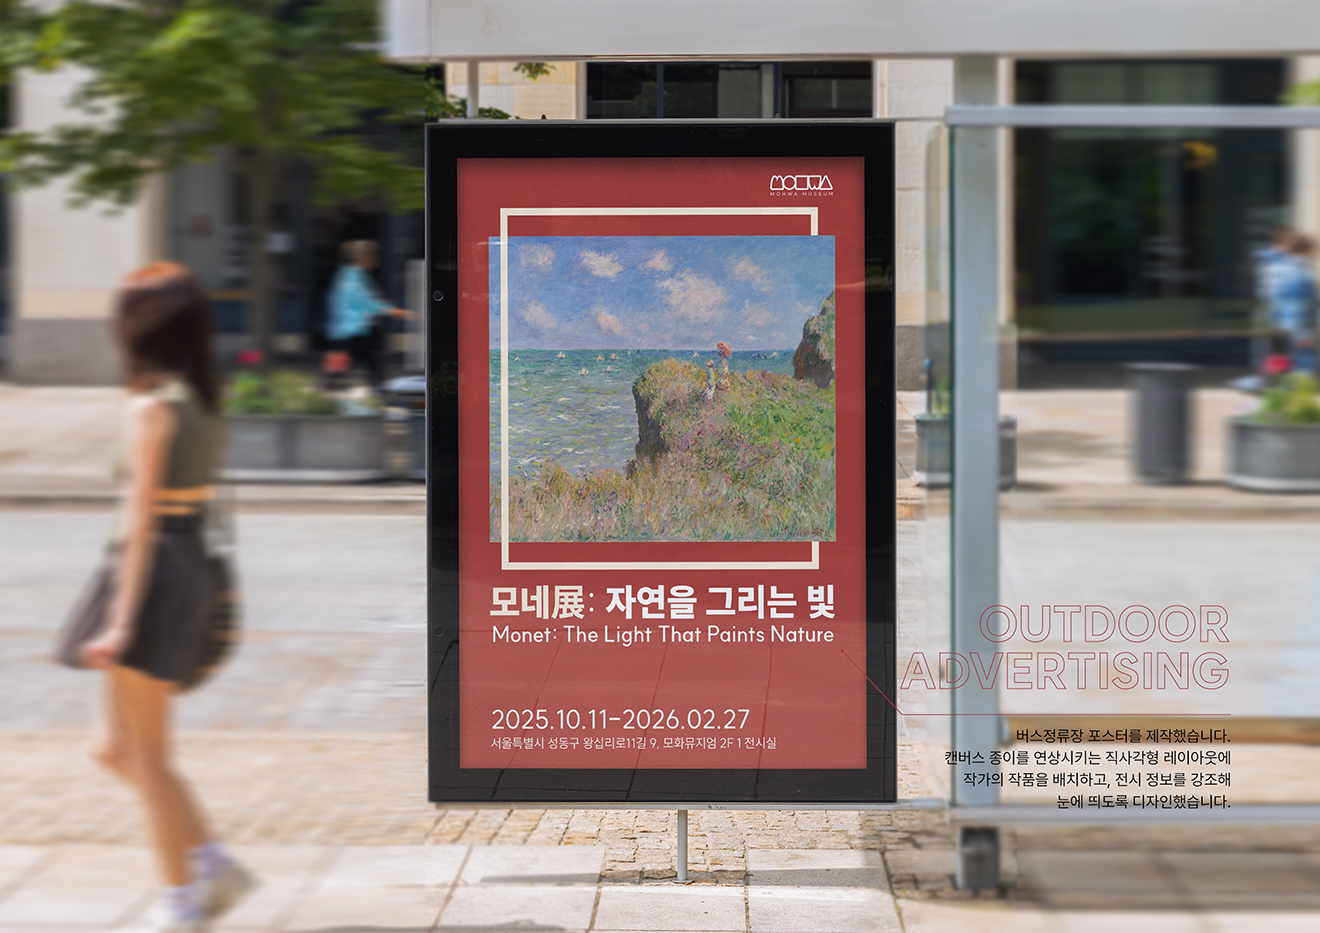 MOHWA
MOHWA MUSEUM
모네展: 자연을 그리는 빛
Monet: The Light That Paints Nature
2025.10.11-2026.02.27
서울특별시 성동구 왕십리로11길 9, 모화뮤지엄 2F 1 전시실
OUTDOOR
ADVERTISING
버스정류장 포스터를 제작했습니다.
캔버스 종이를 연상시키는 직사각형 레이아웃에
작가의 작품을 배치하고, 전시 정보를 강조해
눈에 띄도록 디자인했습니다.